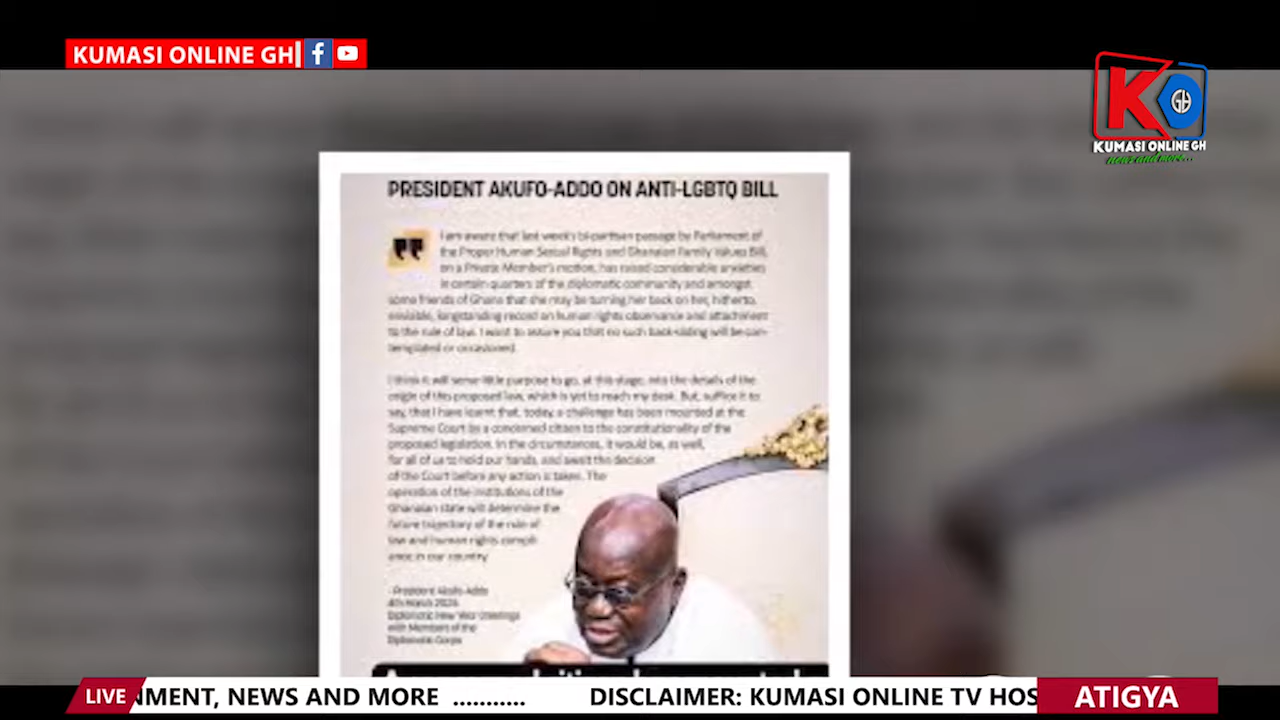 KUMASI ONLINE GH
KO
GH
KUMASI ONLINE GH
news and more...
PRESIDENT AKUFO-ADDO ON ANTI-LGBTQ BILL
I am aware that last week's bi-partisan passage by Parliament of
the Proper Human Sexual Rights and Ghanaian Family Values Bill,
on a Private Member's motion, has raised considerable anxieties
in certain quarters of the diplomatic community and amongst
some friends of Ghana that she may be turning her back on her, hitherto,
enviable, longstanding record on human rights observance and attachment
to the rule of law. I want to assure you that no such back-sliding will be con-
templated or occasioned.
I think it will serve little purpose to go, at this stage, into the details of the
origin of this proposed law, which is yet to reach my desk. But, suffice it to
say, that I have learnt that, today, a challenge has been mounted at the
Supreme Court by a concerned citizen to the constitutionality of the
proposed legislation. In the circumstances, it would be, as well,
for all of us to hold our hands, and await the decision
of the Court before any action is taken. The
operation of the institutions of the
Ghanaian state will determine the
future trajectory of the rule of
law and human rights compli-
ance in our country
- President Akufo-Addo
4th March 2024
Diplomatic New Year Greetings
with Members of the
Diplomatic Corps
LIVE
NMENT, NEWS AND MORE ........... DISCLAIMER: KUMASI ONLINE TV HOS
ATIGYA